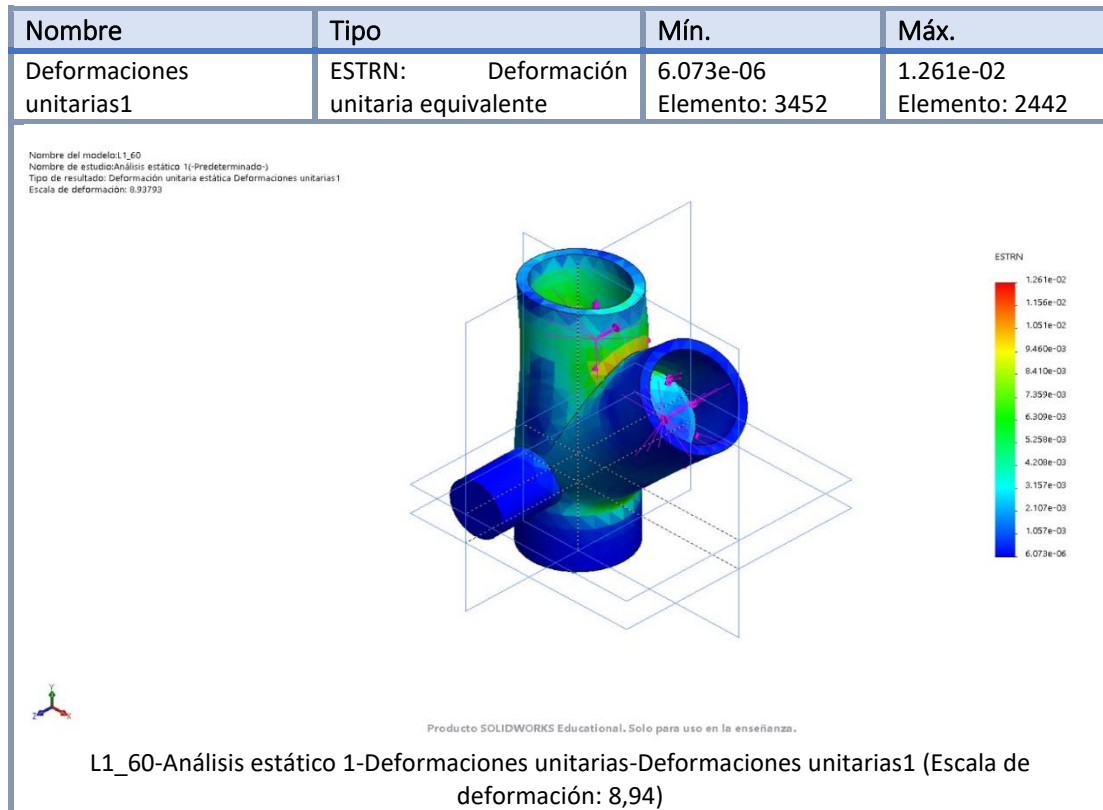 Nombre Tipo Mín. Máx.
Deformaciones unitarias1 ESTRN: Deformación unitaria equivalente 6.073e-06 Elemento: 3452 1.261e-02 Elemento: 2442
Nombre del modelo:L1_60
Nombre de estudio:Análisis estático 1(-Predeterminado-)
Tipo de resultado: Deformación unitaria estática Deformaciones unitarias1
Escala de deformación: 8.93793
ESTRN
1.261e-02
1.156e-02
1.051e-02
9.460e-03
8.410e-03
7.359e-03
6.309e-03
5.258e-03
4.208e-03
3.157e-03
2.107e-03
1.057e-03
6.073e-06
Y
Z X
Producto SOLIDWORKS Educational. Solo para uso en la enseñanza.
L1_60-Análisis estático 1-Deformaciones unitarias-Deformaciones unitarias1 (Escala de
deformación: 8,94)